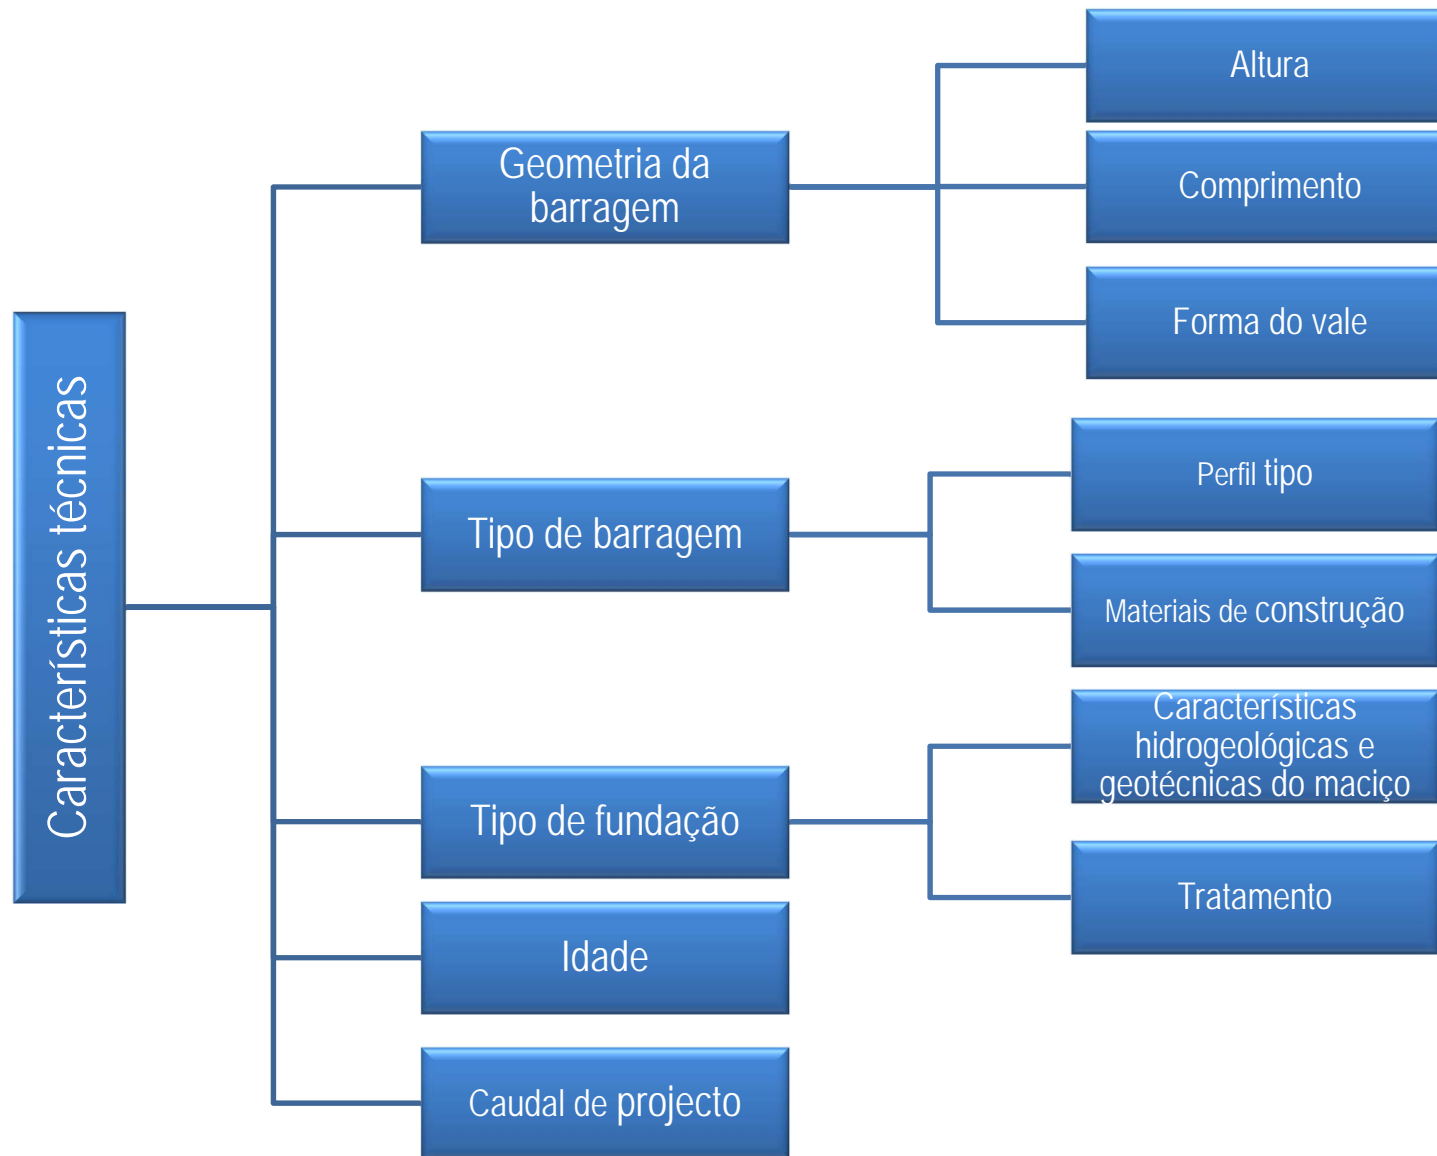 Características técnicas
Geometria da
barragem
Altura
Comprimento
Forma do vale
Tipo de barragem
Perfil tipo
Materiais de construção
Tipo de fundação
Características
hidrogeológicas e
geotécnicas do maciço
Tratamento
Idade
Caudal de projecto